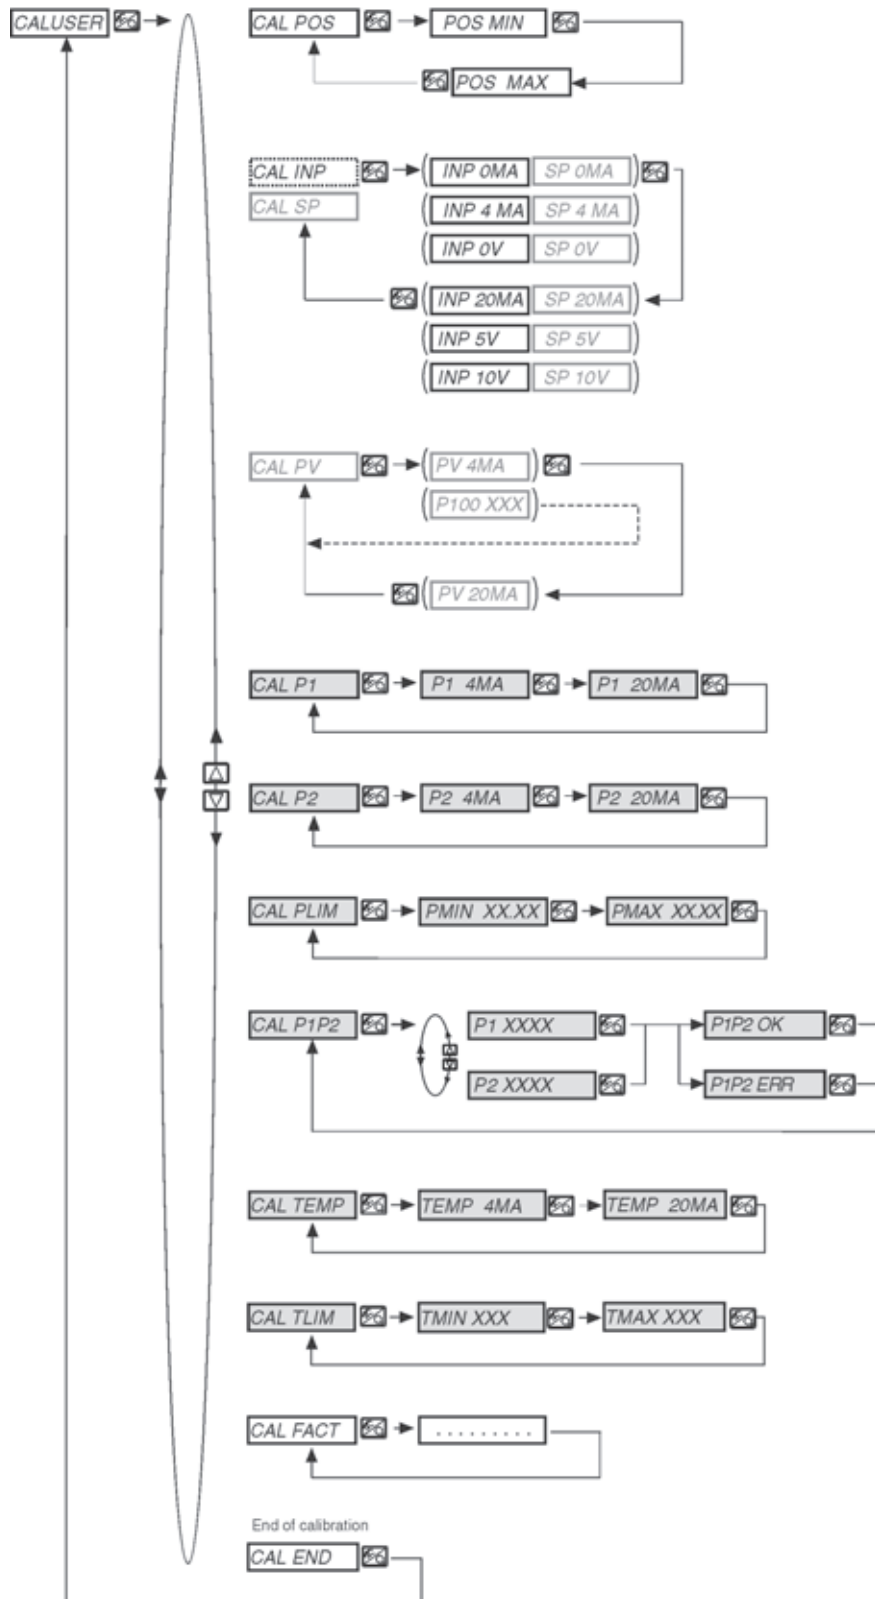 CALUSER
CAL POS
POS MIN
POS MAX
CAL INP
INP 0MA SP 0MA
CAL SP
INP 4 MA SP 4 MA
INP 0V SP 0V
INP 20MA SP 20MA
INP 5V SP 5V
INP 10V SP 10V
CAL PV
PV 4MA
P100 XXX
PV 20MA
CAL P1
P1 4MA
P1 20MA
CAL P2
P2 4MA
P2 20MA
CAL PLIM
PMIN XX.XX
PMAX XX.XX
CAL P1P2
P1 XXXX
P1P2 OK
P2 XXXX
P1P2 ERR
CAL TEMP
TEMP 4MA
TEMP 20MA
CAL TLIM
TMIN XXX
TMAX XXX
CAL FACT
.........
End of calibration
CAL END